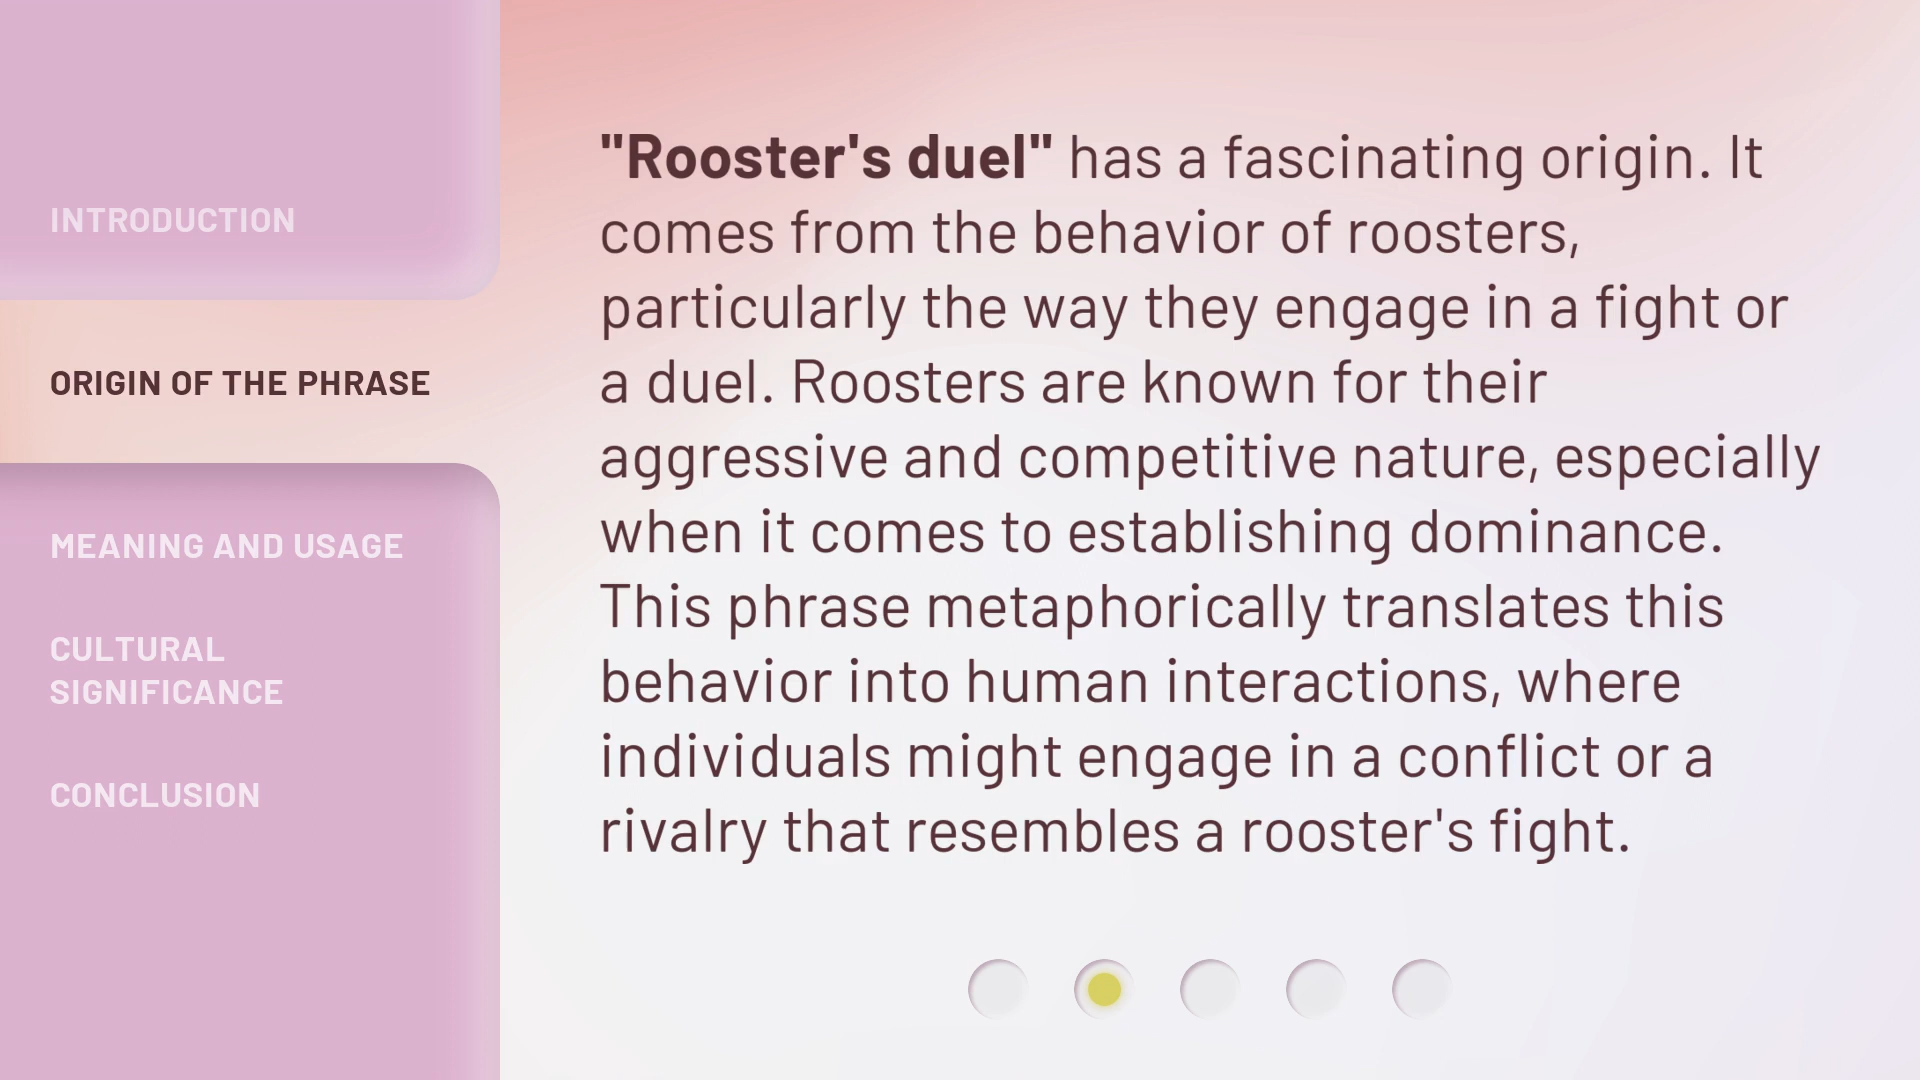 INTRODUCTION
ORIGIN OF THE PHRASE
MEANING AND USAGE
CULTURAL
SIGNIFICANCE
CONCLUSION
"Rooster's duel" has a fascinating origin. It
comes from the behavior of roosters,
particularly the way they engage in a fight or
a duel. Roosters are known for their
aggressive and competitive nature, especially
when it comes to establishing dominance.
This phrase metaphorically translates this
behavior into human interactions, where
individuals might engage in a conflict or a
rivalry that resembles a rooster's fight.